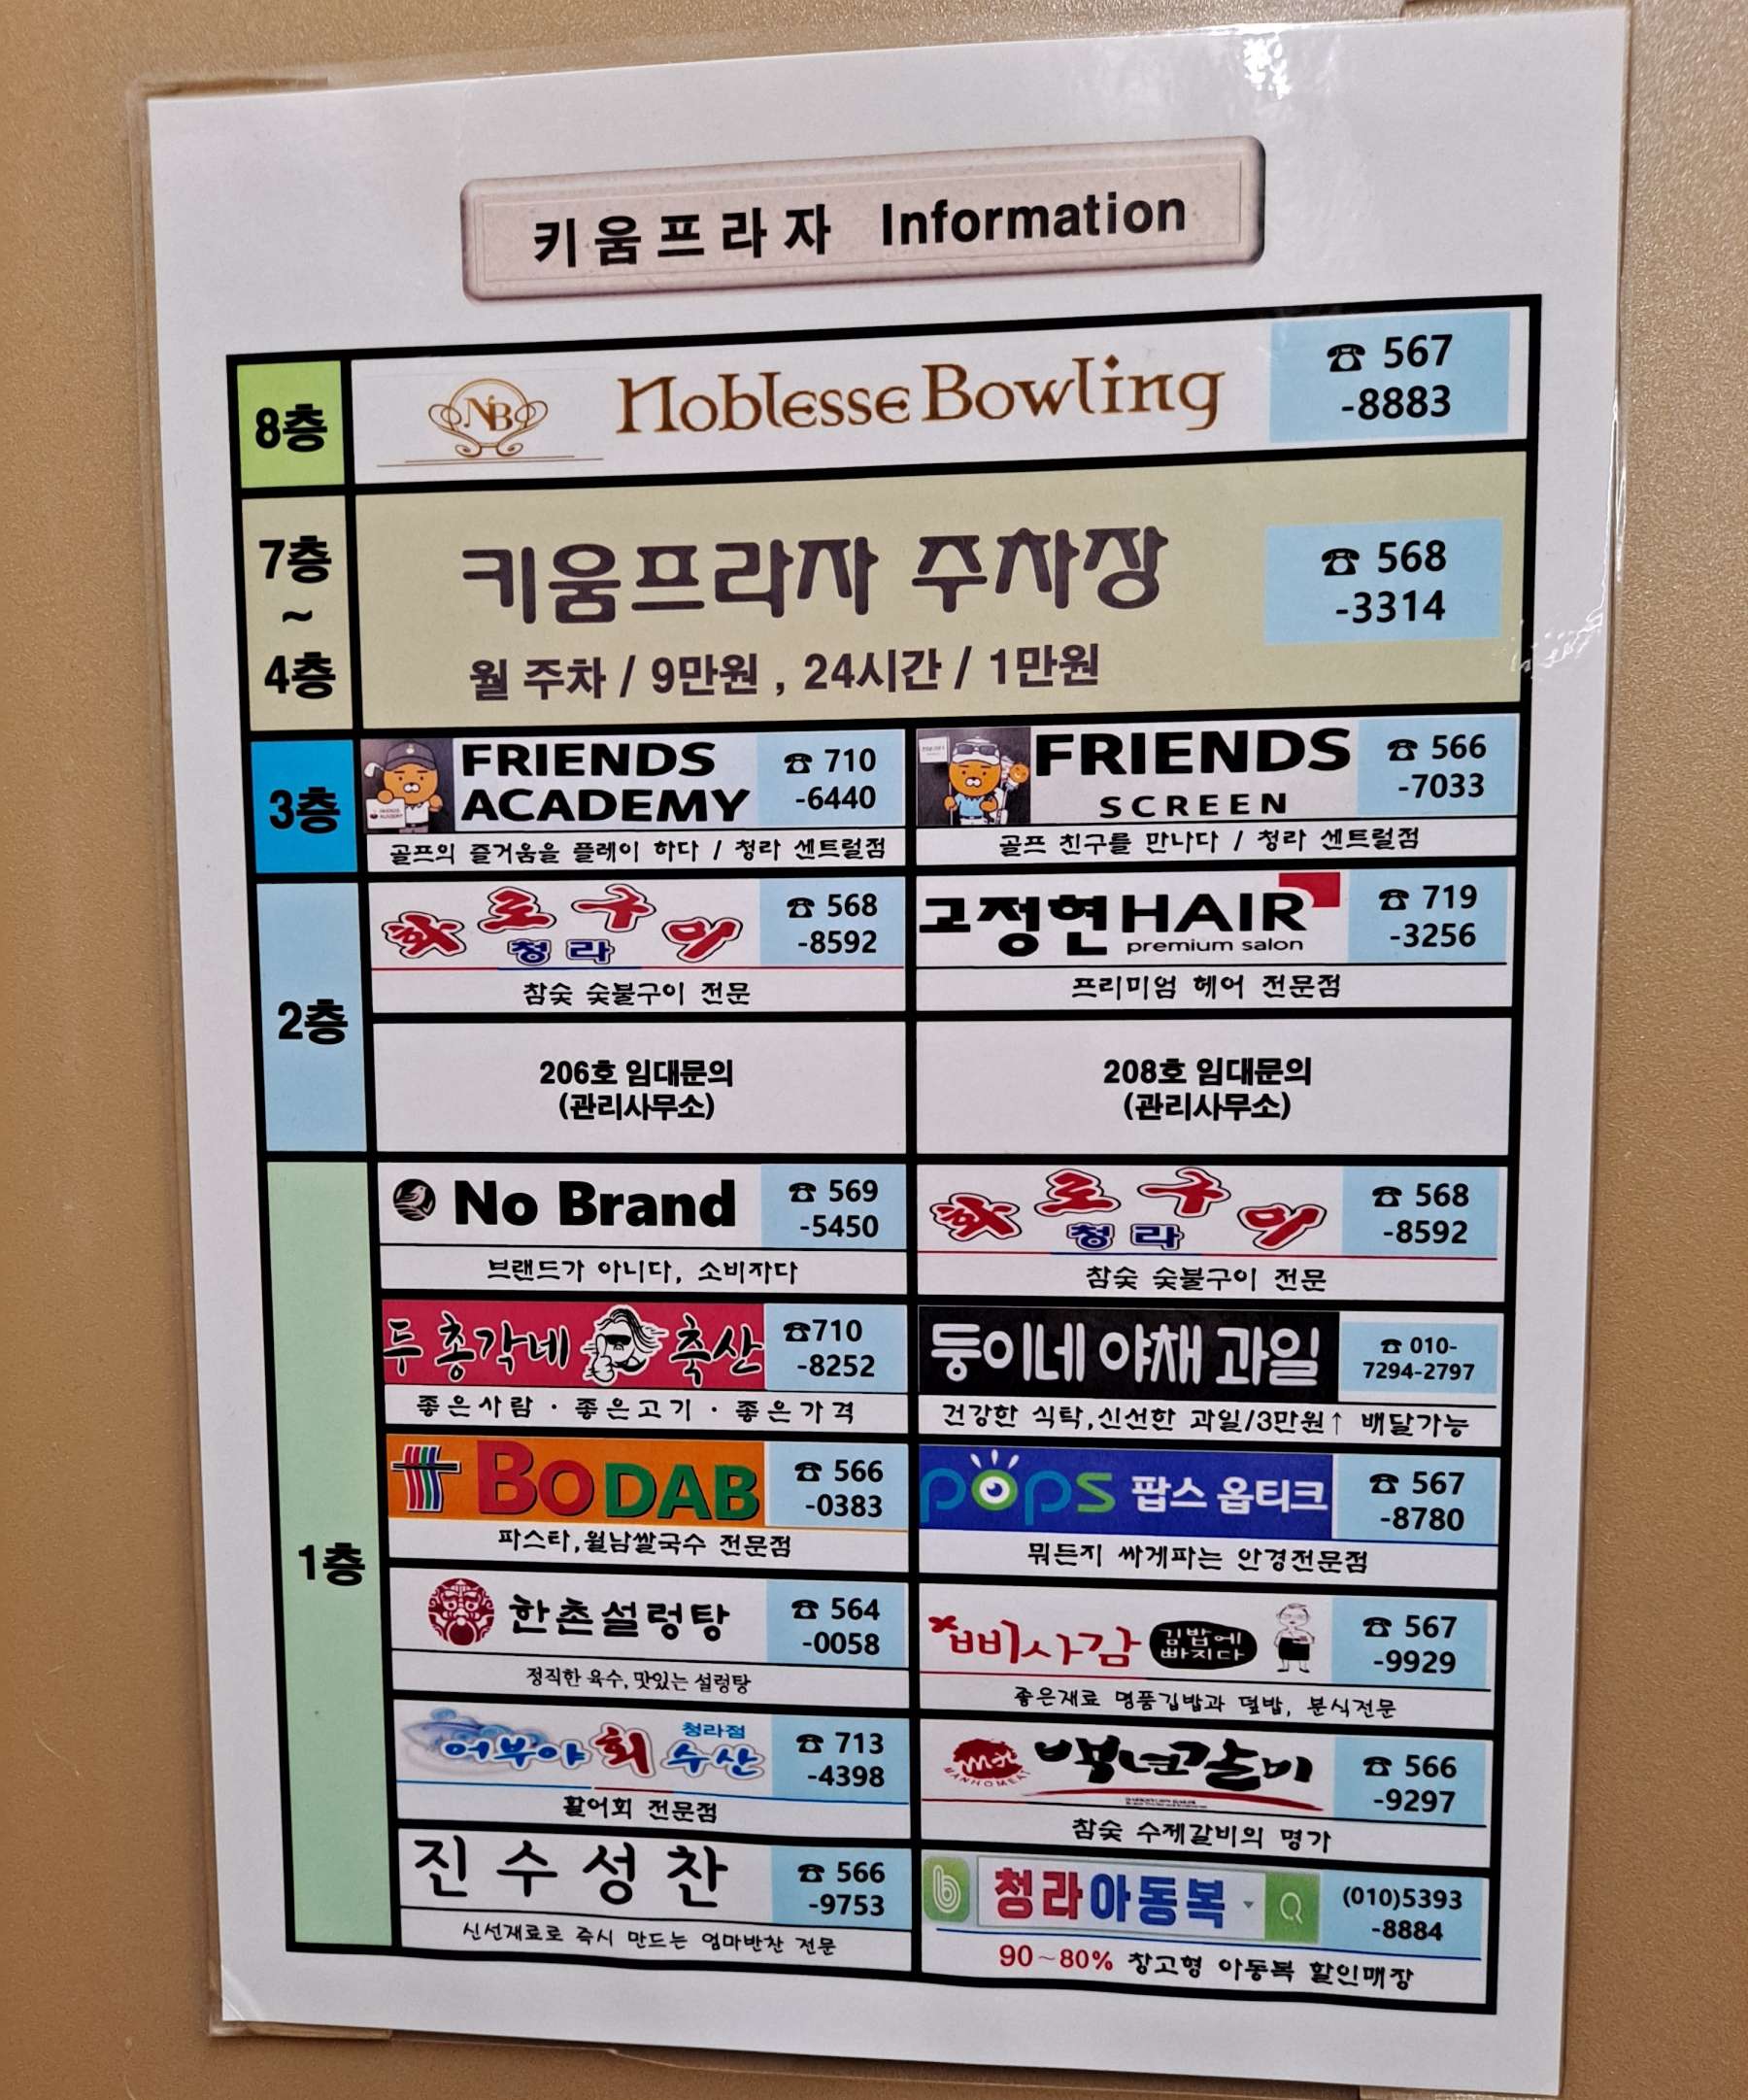 키움프라자 Information
8층
NB
Noblesse Bowling
☎ 567
-8883
7층
~
4층
키움프라자 주차장
월 주차 / 9만원 , 24시간 / 1만원
☎ 568
-3314
3층
FRIENDS
ACADEMY
☎ 710
-6440
골프의 즐거움을 플레이 하다 / 청라 센트럴점
FRIENDS
SCREEN
☎ 566
-7033
골프 친구를 만나다 / 청라 센트럴점
2층
화로구이
청라
☎ 568
-8592
참숯 숯불구이 전문
고정현HAIR
premium salon
☎ 719
-3256
프리미엄 헤어 전문점
206호 임대문의
(관리사무소)
208호 임대문의
(관리사무소)
1층
No Brand
☎ 569
-5450
브랜드가 아니다, 소비자다
화로구이
청라
☎ 568
-8592
참숯 숯불구이 전문
두 총각네 축산
☎710
-8252
좋은사람 · 좋은고기 · 좋은가격
둥이네 야채 과일
☎ 010-
7294-2797
건강한 식탁,신선한 과일/3만원↑ 배달가능
BODAB
☎ 566
-0383
파스타,월남쌀국수 전문점
pops 팝스 옵티크
☎ 567
-8780
뭐든지 싸게파는 안경전문점
한촌설렁탕
☎ 564
-0058
정직한 육수, 맛있는 설렁탕
삐사감
김밥에
빠지다
☎ 567
-9929
좋은재료 명품김밥과 덮밥, 분식전문
어부야 회 수산
청라점
☎ 713
-4398
활어회 전문점
MANHOMEAT
백년갈비
☎ 566
-9297
참숯 수제갈비의 명가
진수성찬
☎ 566
-9753
신선재료로 즉시 만드는 엄마반찬 전문
b 청라아동복
(010)5393
-8884
90~80% 창고형 아동복 할인매장